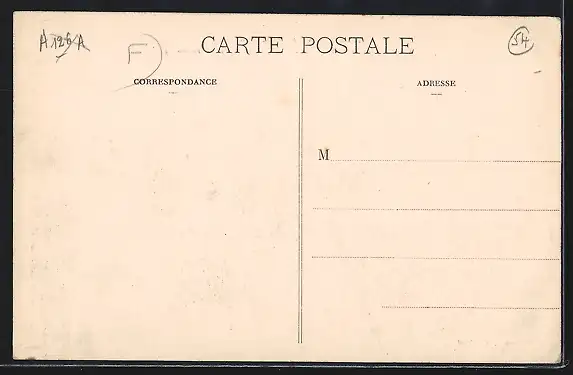 A 126 A
F
CARTE POSTALE
54
CORRESPONDANCE
ADRESSE
M